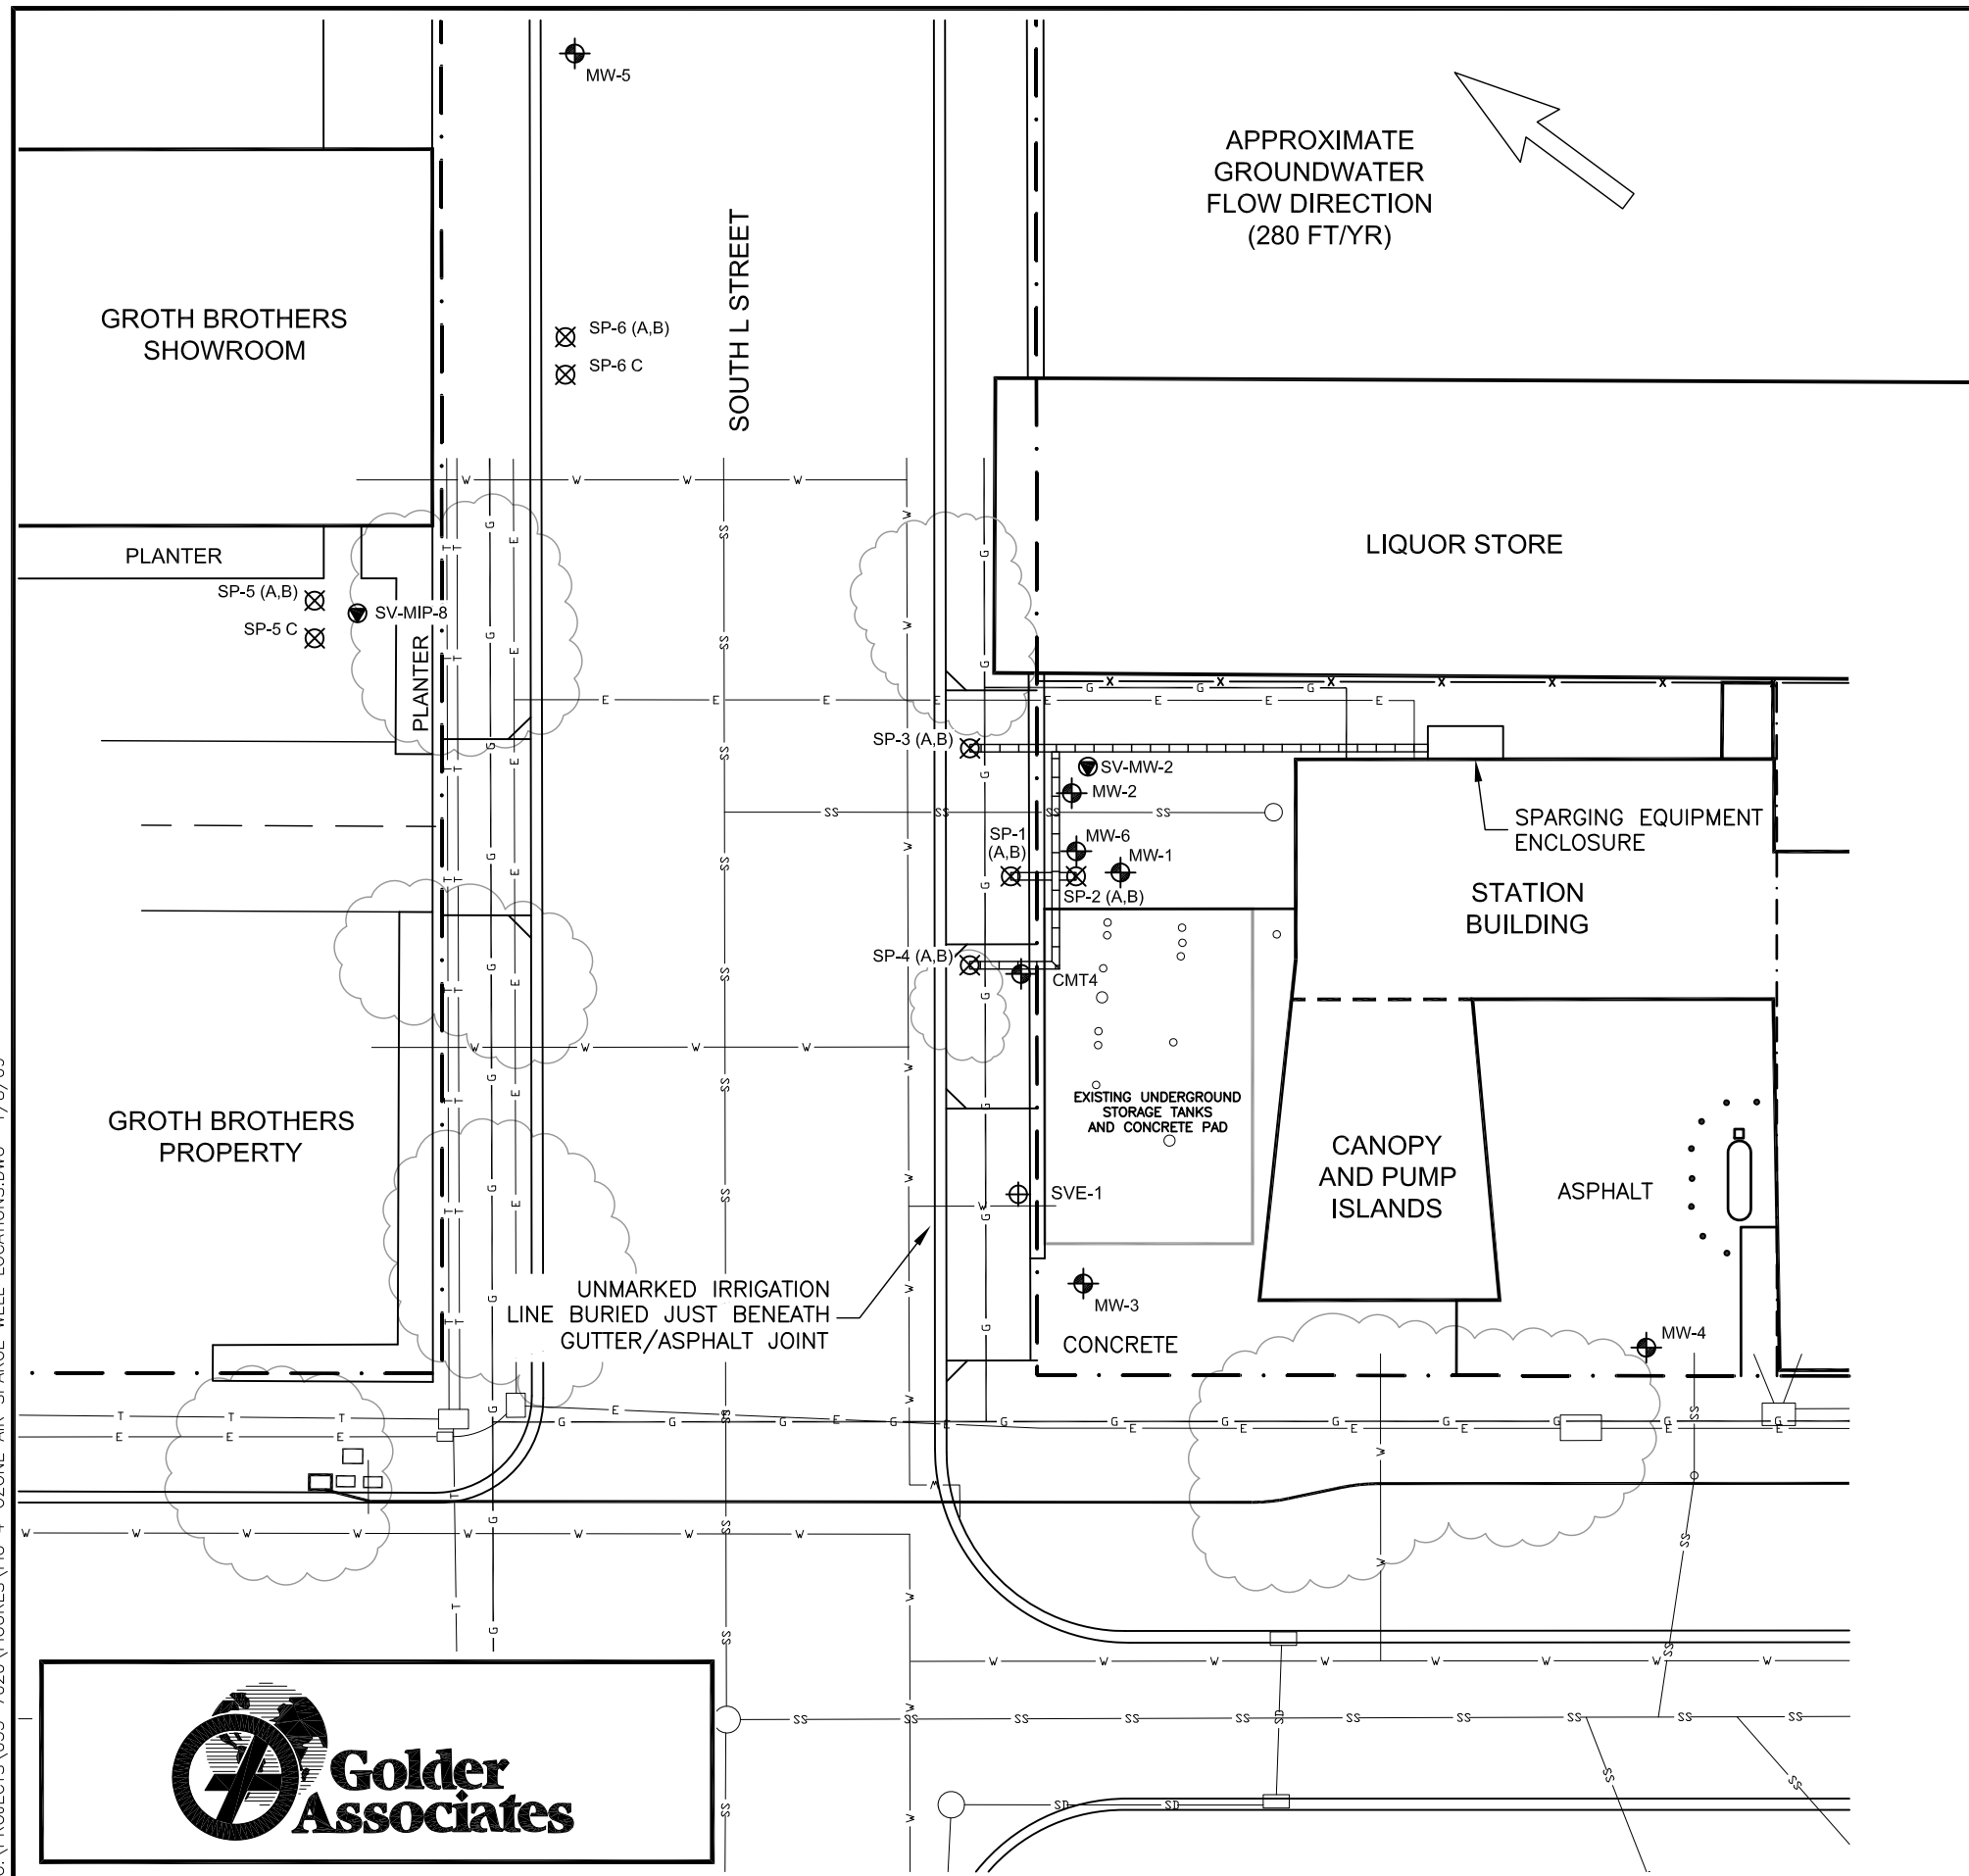 MW-5
APPROXIMATE
GROUNDWATER
FLOW DIRECTION
(280 FT/YR)
SOUTH L STREET
GROTH BROTHERS
SHOWROOM
SP-6 (A,B)
SP-6 C
LIQUOR STORE
PLANTER
SP-5 (A,B)
SV-MIP-8
SP-5 C
PLANTER
SP-3 (A,B)
SV-MW-2
MW-2
SPARGING EQUIPMENT
ENCLOSURE
SP-1
(A,B)
MW-6
MW-1
SP-2 (A,B)
STATION
BUILDING
SP-4 (A,B)
CMT4
EXISTING UNDERGROUND
STORAGE TANKS
AND CONCRETE PAD
GROTH BROTHERS
PROPERTY
CANOPY
AND PUMP
ISLANDS
ASPHALT
SVE-1
UNMARKED IRRIGATION
LINE BURIED JUST BENEATH
GUTTER/ASPHALT JOINT
MW-3
CONCRETE
MW-4
Golder
Associates